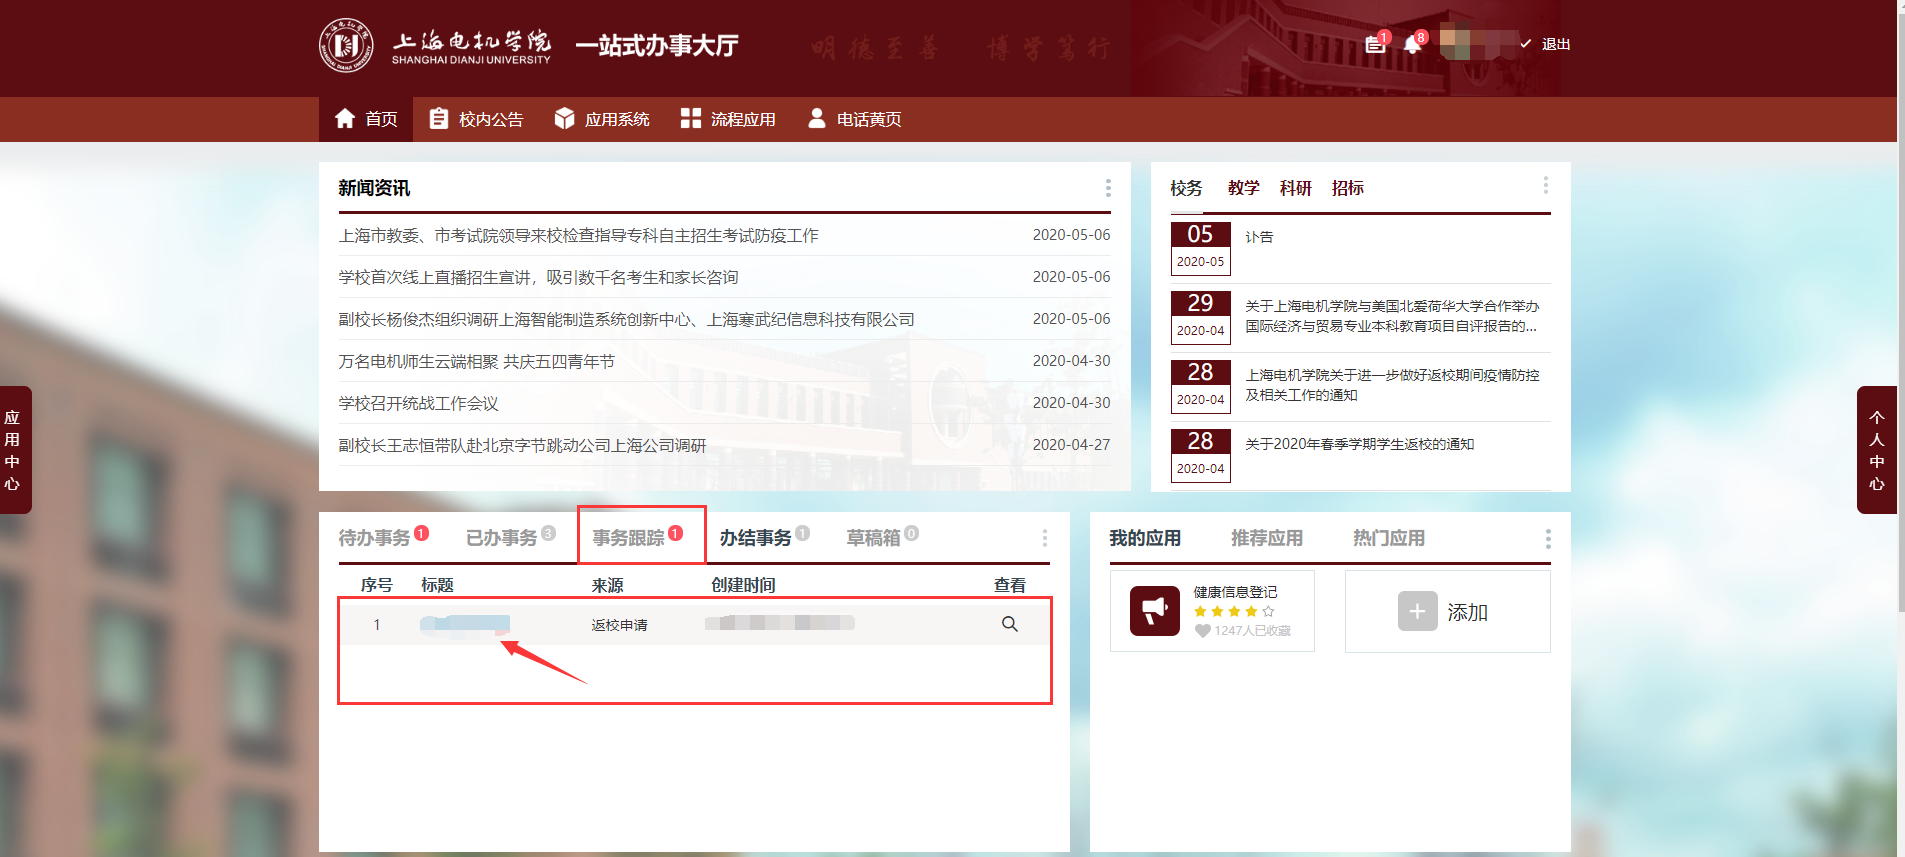 上海电机学院
SHANGHAI DIANJI UNIVERSITY
一站式办事大厅
明德至善 博学笃行
1
8
退出
首页 校内公告 应用系统 流程应用 电话黄页
新闻资讯
上海市教委、市考试院领导来校检查指导专科自主招生考试防疫工作 2020-05-06
学校首次线上直播招生宣讲，吸引数千名考生和家长咨询 2020-05-06
副校长杨俊杰组织调研上海智能制造系统创新中心、上海寒武纪信息科技有限公司 2020-05-06
万名电机师生云端相聚 共庆五四青年节 2020-04-30
学校召开统战工作会议 2020-04-30
副校长王志恒带队赴北京字节跳动公司上海公司调研 2020-04-27
校务 教学 科研 招标
05
2020-05
讣告
29
2020-04
关于上海电机学院与美国北爱荷华大学合作举办
国际经济与贸易专业本科教育项目自评报告的...
28
2020-04
上海电机学院关于进一步做好返校期间疫情防控
及相关工作的通知
28
2020-04
关于2020年春季学期学生返校的通知
应用中心
个人中心
待办事务 1 已办事务 3 事务跟踪 1 办结事务 1 草稿箱 0
序号 标题 来源 创建时间 查看
1 返校申请
我的应用 推荐应用 热门应用
健康信息登记
1247人已收藏
添加